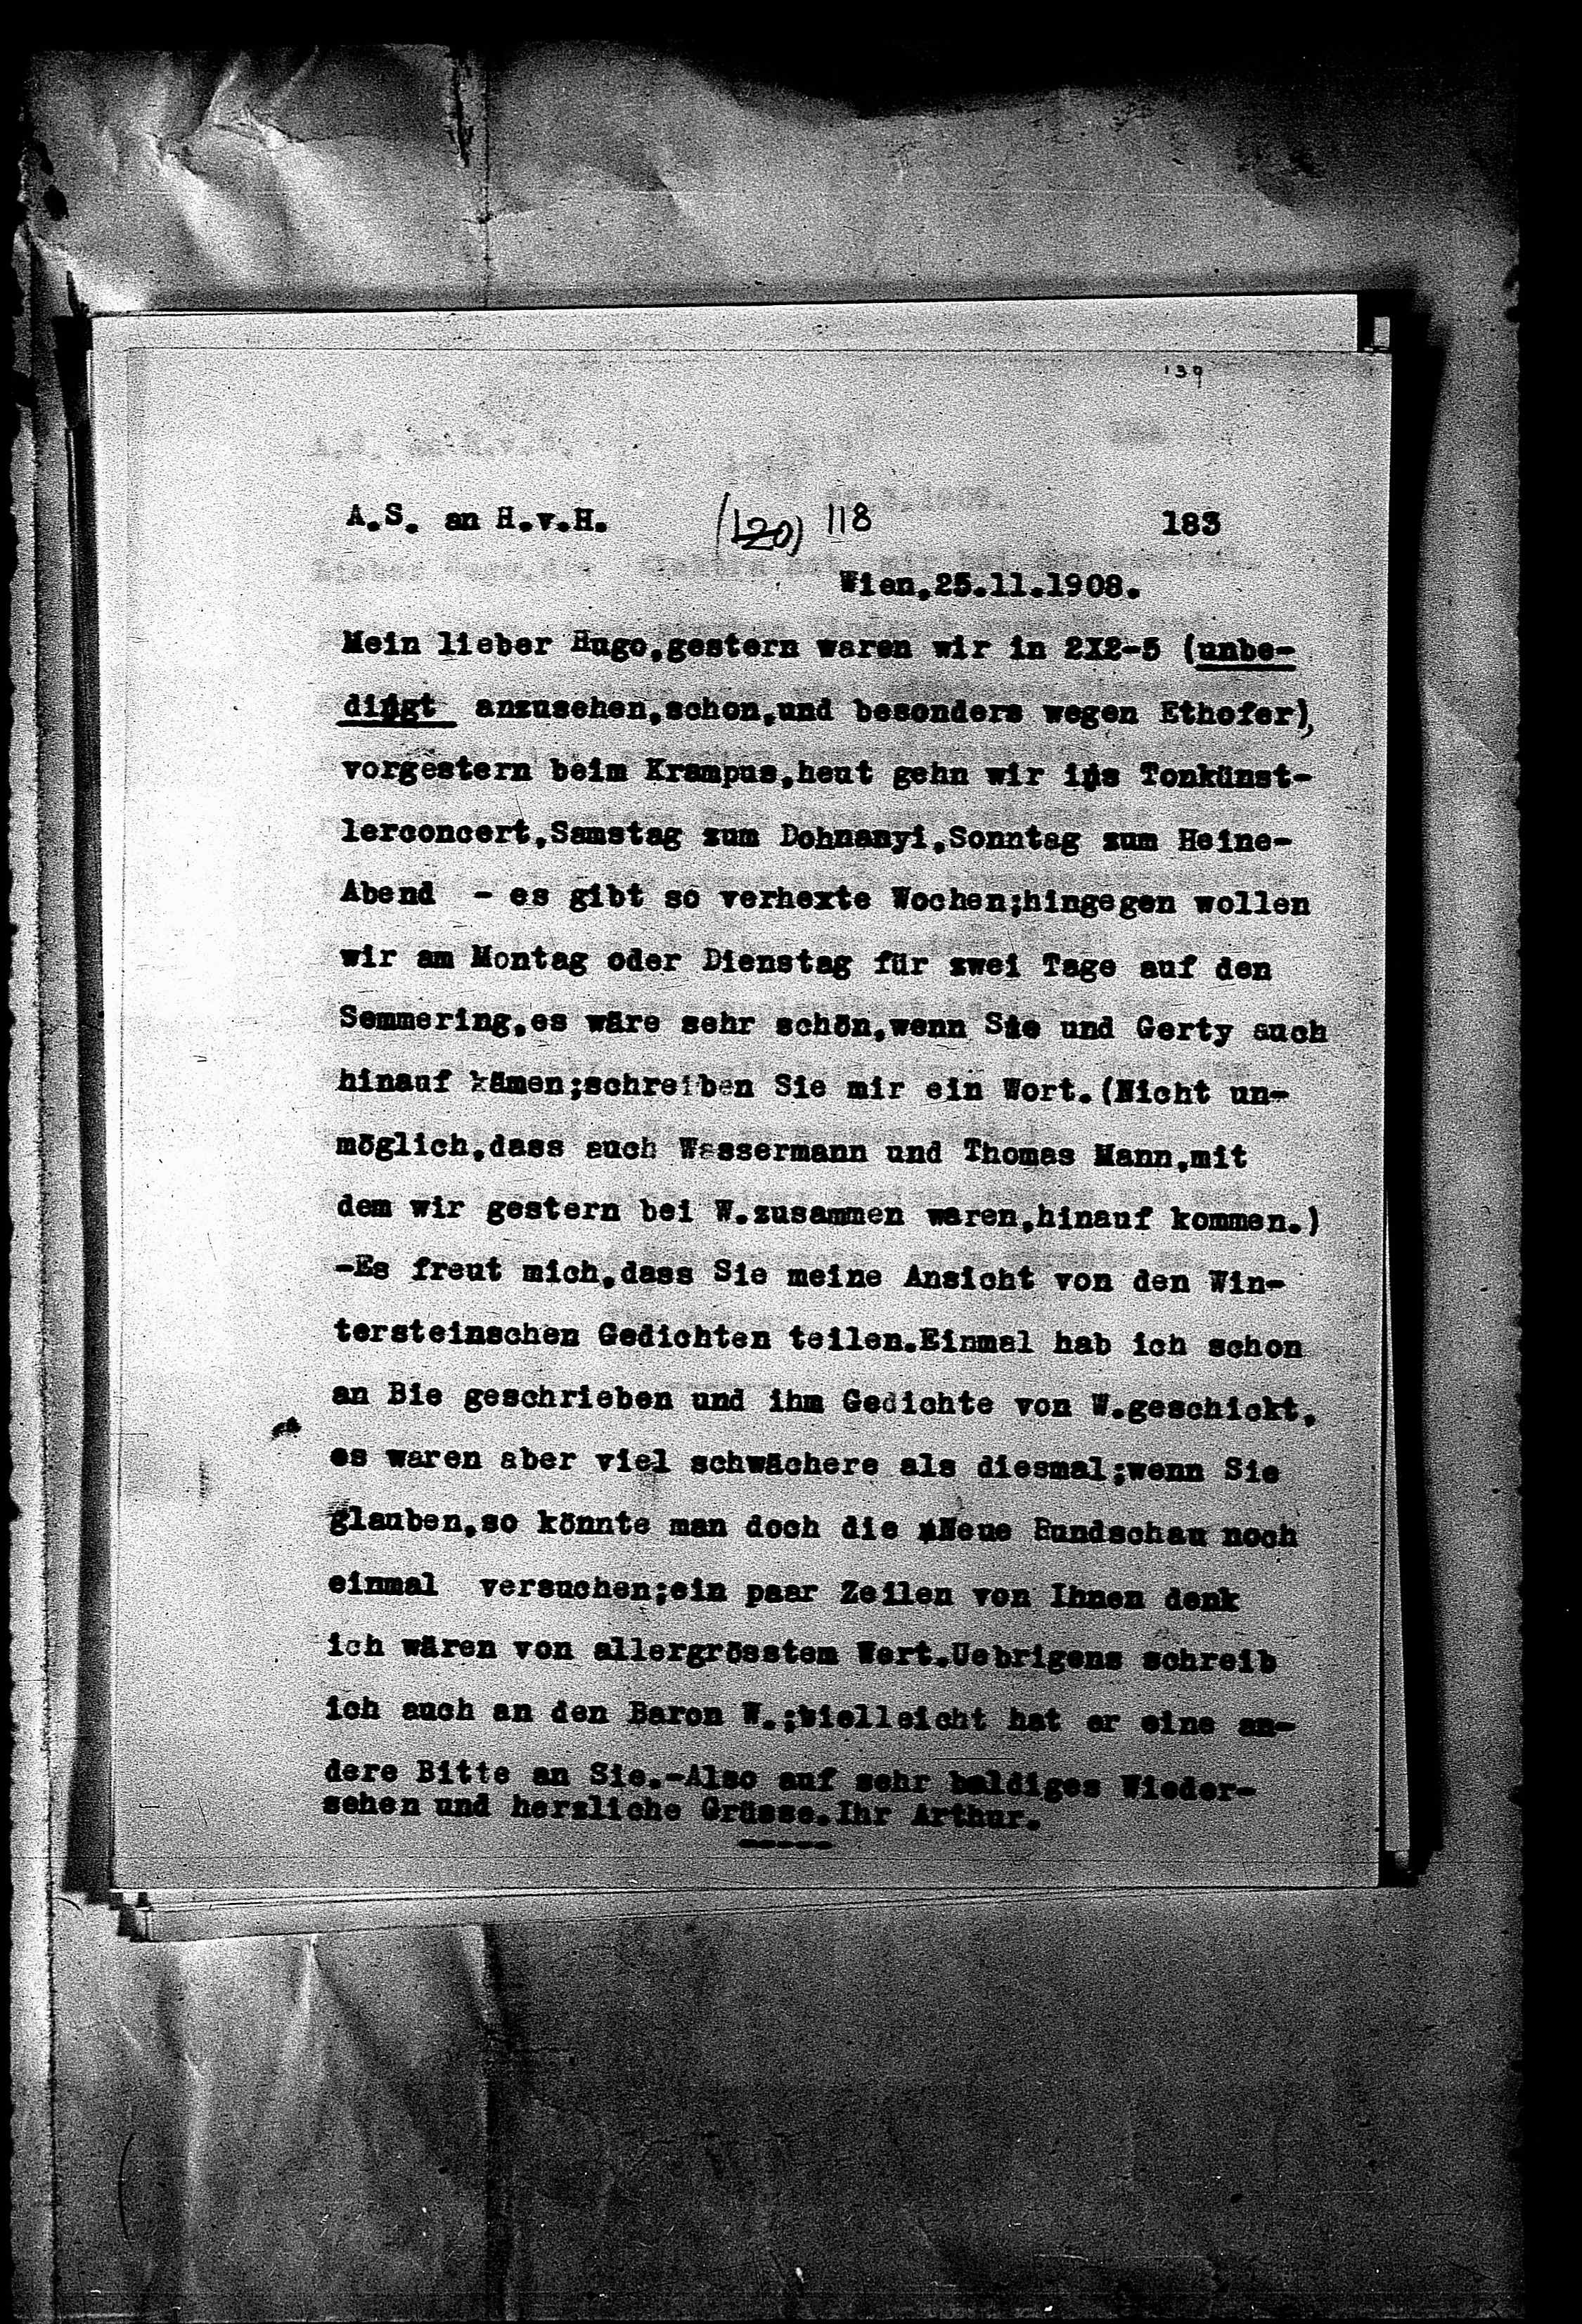 139
A.S. an H.v.H. (120) 118 183
Wien,25.11.1908.
Mein lieber Hugo,gestern waren wir in 2X2-5 (unbe-
dingt anzusehen,schon,und besonders wegen Ethofer),
vorgestern beim Krampus,heut gehn wir ins Tonkünst-
lerconcert,Samstag zum Dohnanyi,Sonntag zum Heine-
Abend - es gibt so verhexte Wochen;hingegen wollen
wir am Montag oder Dienstag für zwei Tage auf den
Semmering,es wäre sehr schön,wenn Sie und Gerty auch
hinauf kämen;schreiben Sie mir ein Wort.(Nicht un-
möglich,dass auch Wassermann und Thomas Mann,mit
dem wir gestern bei W.zusammen waren,hinauf kommen.)
-Es freut mich,dass Sie meine Ansicht von den Win-
tersteinschen Gedichten teilen.Einmal hab ich schon
an Bie geschrieben und ihm Gedichte von W.geschickt,
es waren aber viel schwächere als diesmal;wenn Sie
glauben,so könnte man doch die Neue Rundschau noch
einmal versuchen;ein paar Zeilen von Ihnen denk
ich wären von allergrösstem Wert.Uebrigens schreib
ich auch an den Baron W.;vielleicht hat er eine an-
dere Bitte an Sie.-Also auf sehr baldiges Wieder-
sehen und herzliche Grüsse.Ihr Arthur.
-----